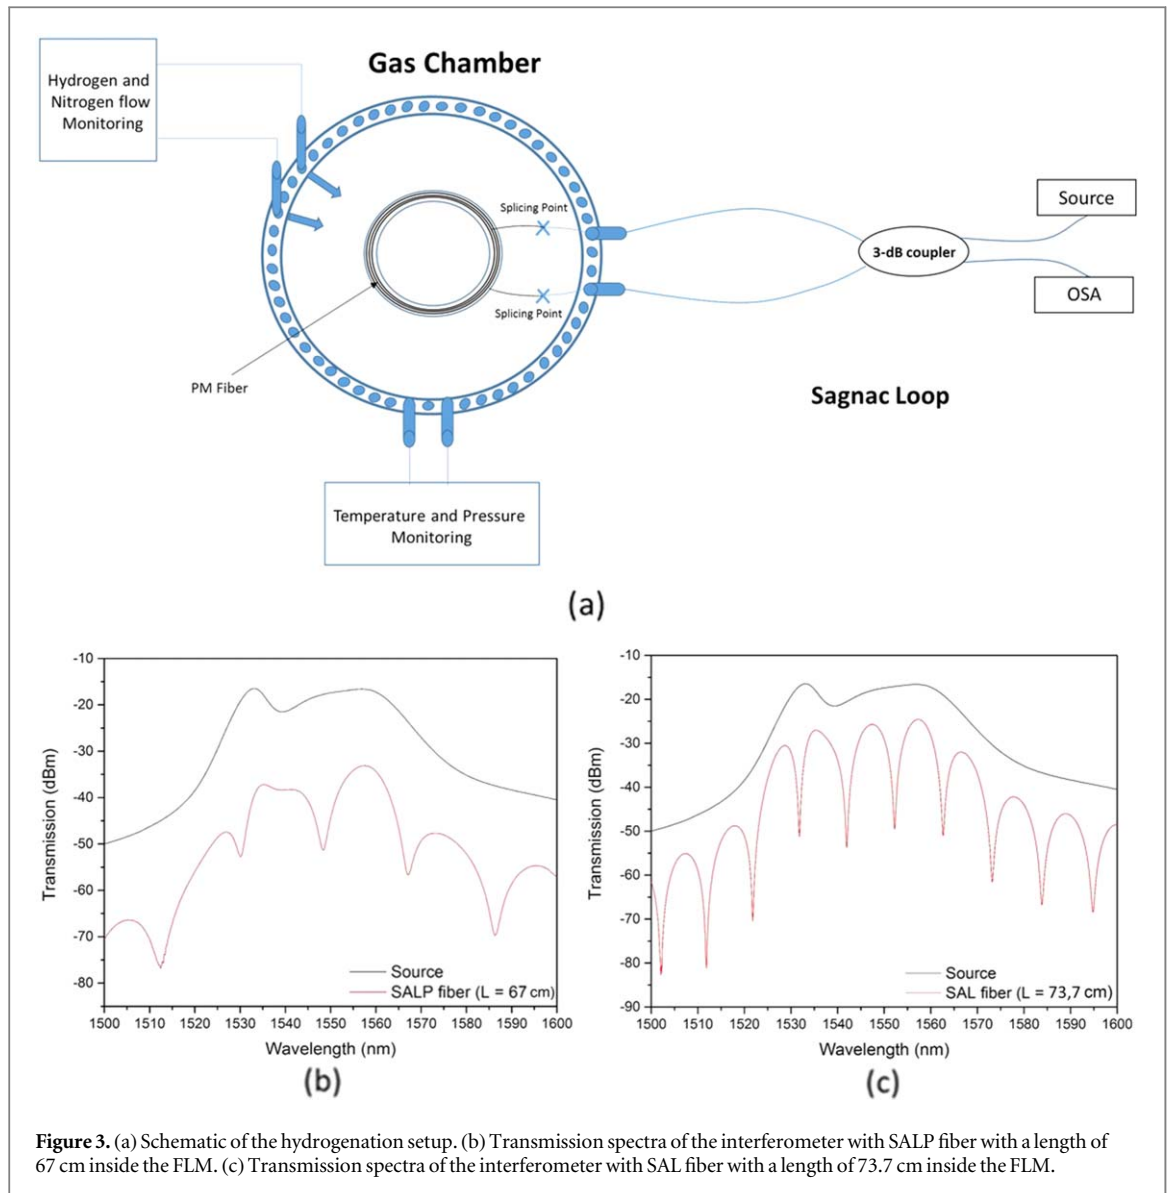 Gas Chamber
Hydrogen and
Nitrogen flow
Monitoring
Splicing Point
Splicing Point
PM Fiber
Source
3-dB coupler
OSA
Sagnac Loop
Temperature and Pressure
Monitoring
(a)
-10
-20
-30
-40
-50
-60
-70
-80
Transmission (dBm)
Source
SALP fiber (L = 67 cm)
1500 1510 1520 1530 1540 1550 1560 1570 1580 1590 1600
Wavelength (nm)
(b)
-10
-20
-30
-40
-50
-60
-70
-80
-90
Transmission (dBm)
Source
SAL fiber (L = 73,7 cm)
1500 1510 1520 1530 1540 1550 1560 1570 1580 1590 1600
Wavelength (nm)
(c)
Figure 3. (a) Schematic of the hydrogenation setup. (b) Transmission spectra of the interferometer with SALP fiber with a length of
67 cm inside the FLM. (c) Transmission spectra of the interferometer with SAL fiber with a length of 73.7 cm inside the FLM.